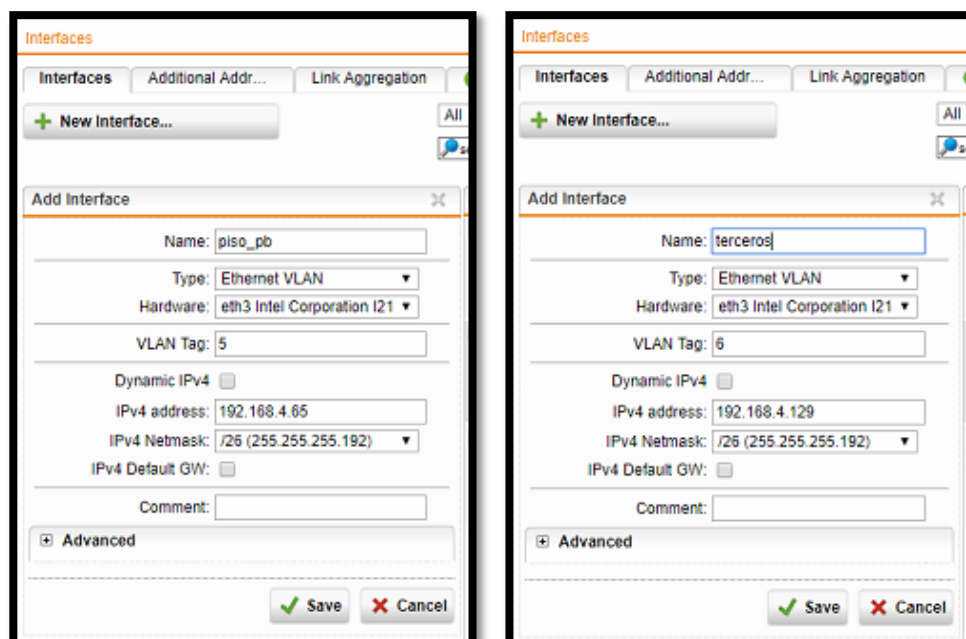 Interfaces
Interfaces Additional Addr... Link Aggregation
New Interface...
All
Add Interface
Name: piso_pb
Type: Ethernet VLAN
Hardware: eth3 Intel Corporation I21
VLAN Tag: 5
Dynamic IPv4
IPv4 address: 192.168.4.65
IPv4 Netmask: /26 (255.255.255.192)
IPv4 Default GW:
Comment:
Advanced
Save Cancel
Interfaces
Interfaces Additional Addr... Link Aggregation
New Interface...
All
Add Interface
Name: terceros
Type: Ethernet VLAN
Hardware: eth3 Intel Corporation I21
VLAN Tag: 6
Dynamic IPv4
IPv4 address: 192.168.4.129
IPv4 Netmask: /26 (255.255.255.192)
IPv4 Default GW:
Comment:
Advanced
Save Cancel